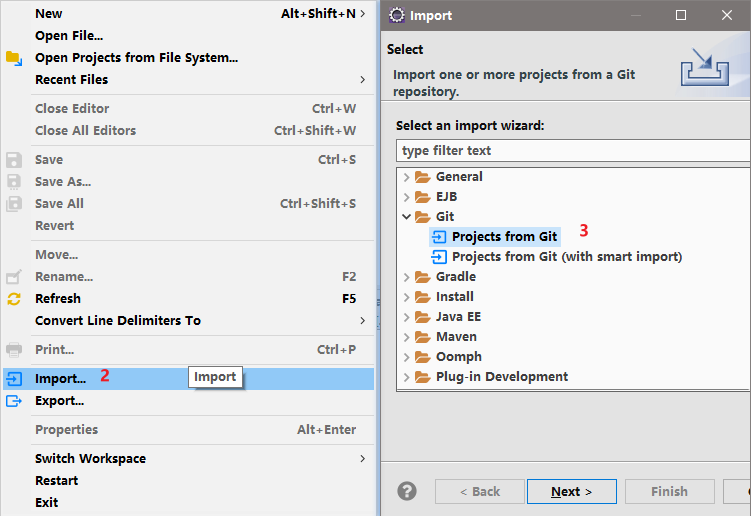 New Alt+Shift+N
Open File...
Open Projects from File System...
Recent Files
Close Editor Ctrl+W
Close All Editors Ctrl+Shift+W
Save Ctrl+S
Save As...
Save All Ctrl+Shift+S
Revert
Move...
Rename... F2
Refresh F5
Convert Line Delimiters To
Print... Ctrl+P
Import... 2 Import
Export...
Properties Alt+Enter
Switch Workspace
Restart
Exit
Import
Select
Import one or more projects from a Git
repository.
Select an import wizard:
type filter text
General
EJB
Git
Projects from Git 3
Projects from Git (with smart import)
Gradle
Install
Java EE
Maven
Oomph
Plug-in Development
? < Back Next > Finish